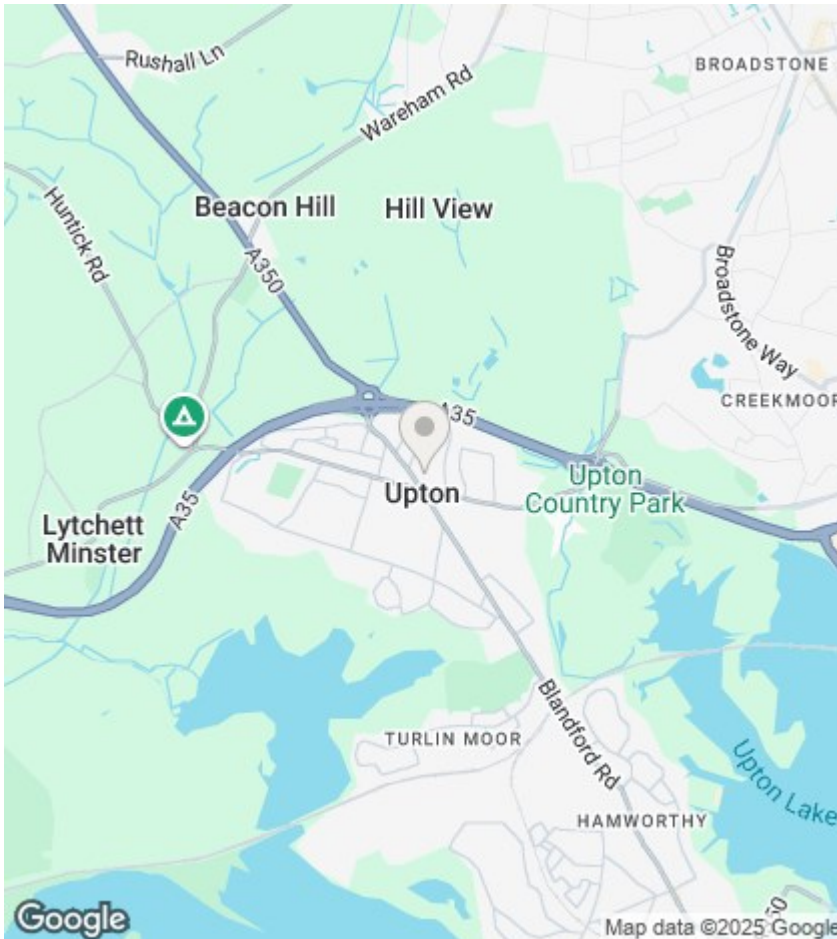 Rushall Ln
Wareham Rd
BROADSTONE
Huntick Rd
Beacon Hill
Hill View
A350
Broadstone Way
CREEKMOOR
A35
Upton
Upton
Country Park
A35
Lytchett
Minster
Blandford Rd
TURLIN MOOR
Upton Lake
HAMWORTHY
Google
Map data ©2025 Google